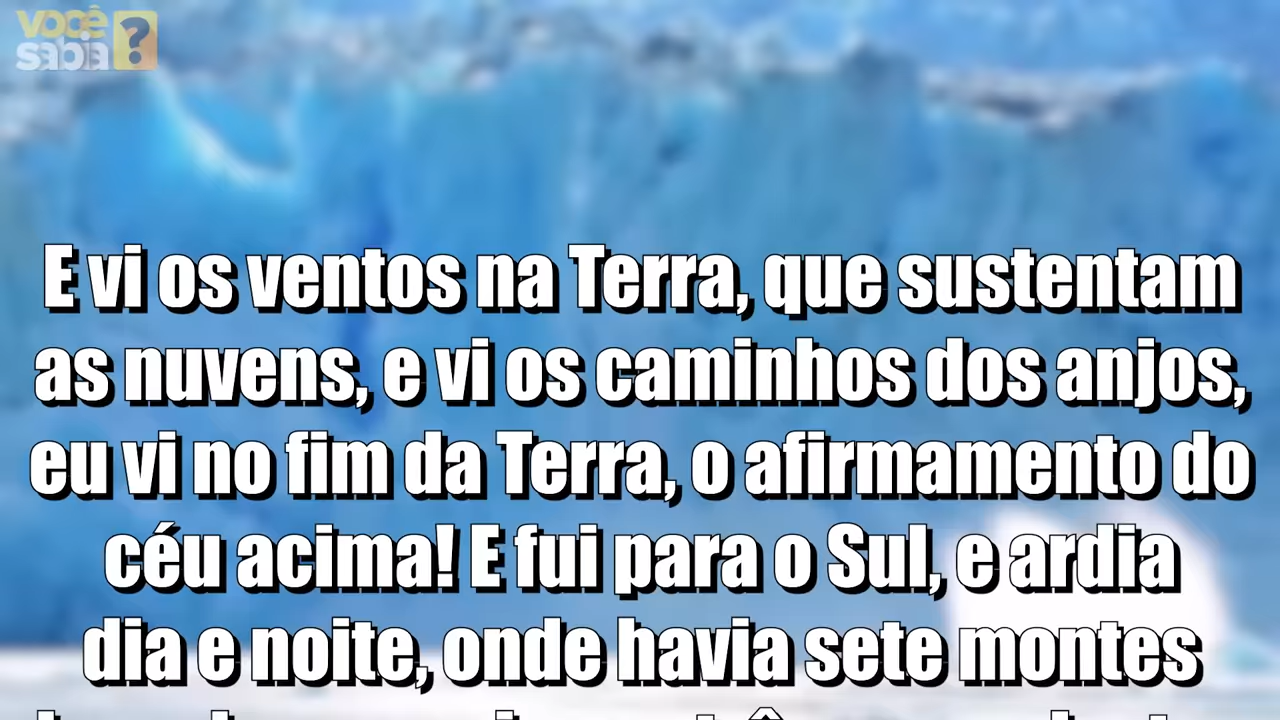 você
sabia ?
E vi os ventos na Terra, que sustentam
as nuvens, e vi os caminhos dos anjos,
eu vi no fim da Terra, o afirmamento do
céu acima! E fui para o Sul, e ardia
dia e noite, onde havia sete montes